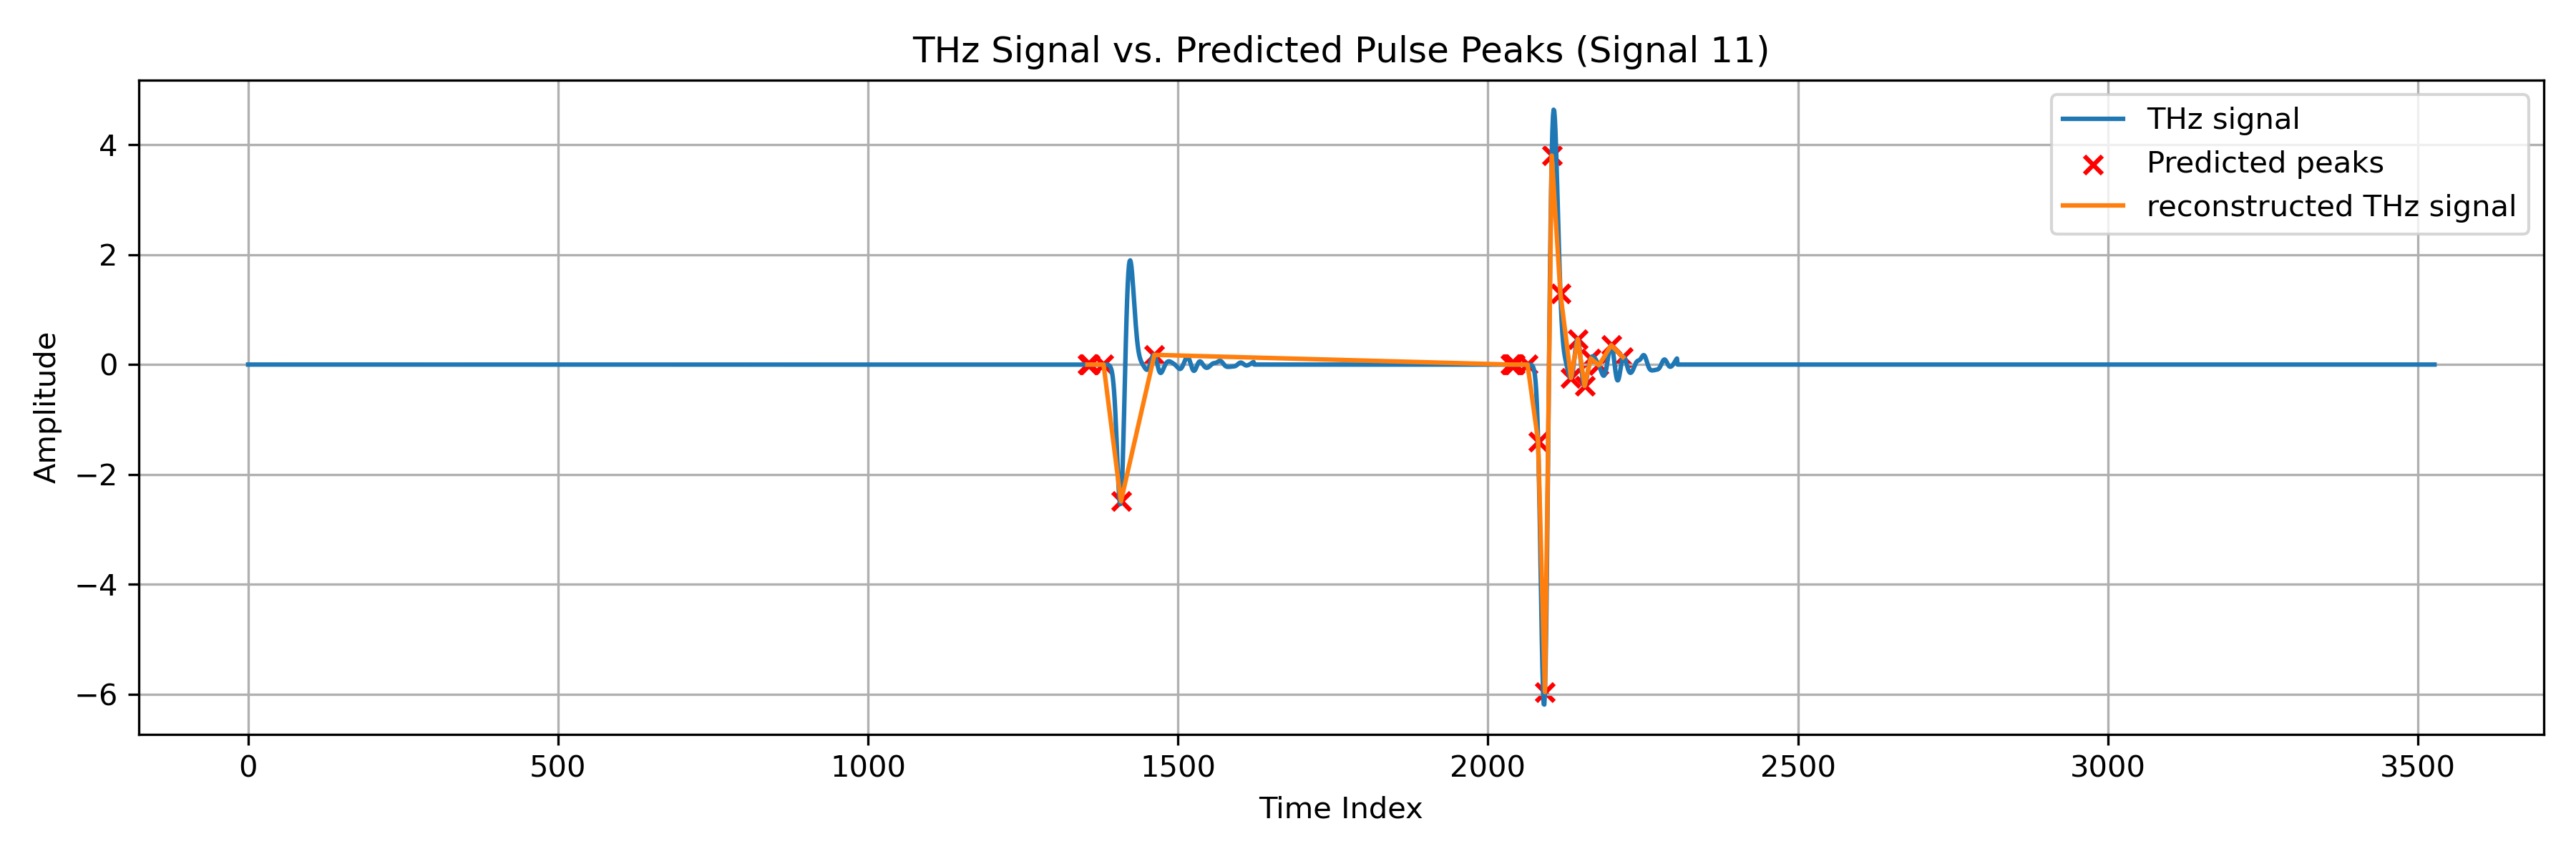 THz Signal vs. Predicted Pulse Peaks (Signal 11)
THz signal
Predicted peaks
reconstructed THz signal
Amplitude
4
2
0
−2
−4
−6
0 500 1000 1500 2000 2500 3000 3500
Time Index